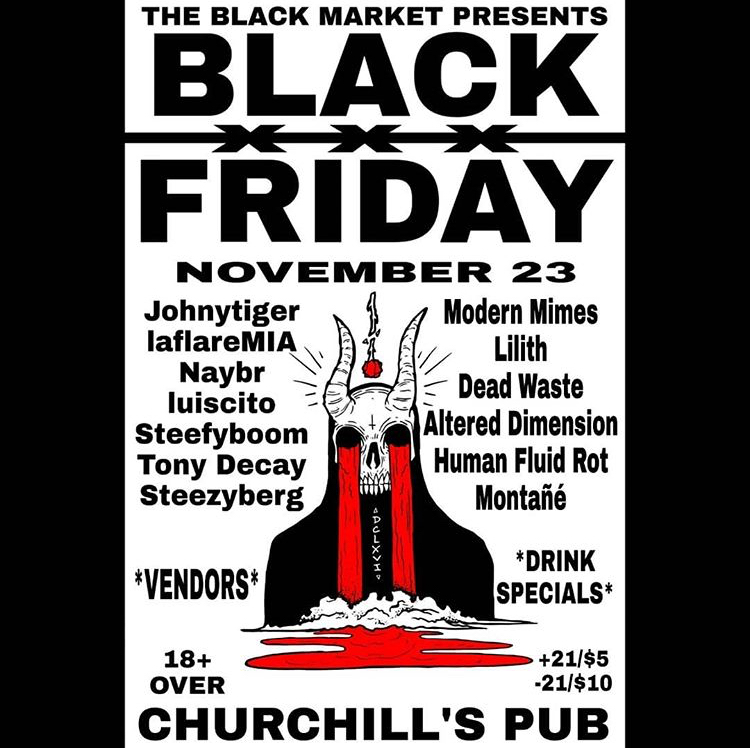 THE BLACK MARKET PRESENTS
BLACK
XXX
FRIDAY
NOVEMBER 23
Johnytiger
laflareMIA
Naybr
luiscito
Steefyboom
Tony Decay
Steezyberg
Modern Mimes
Lilith
Dead Waste
Altered Dimension
Human Fluid Rot
Montañé
DCLXVI
*VENDORS*
*DRINK
SPECIALS*
18+
OVER
+21/$5
-21/$10
CHURCHILL'S PUB